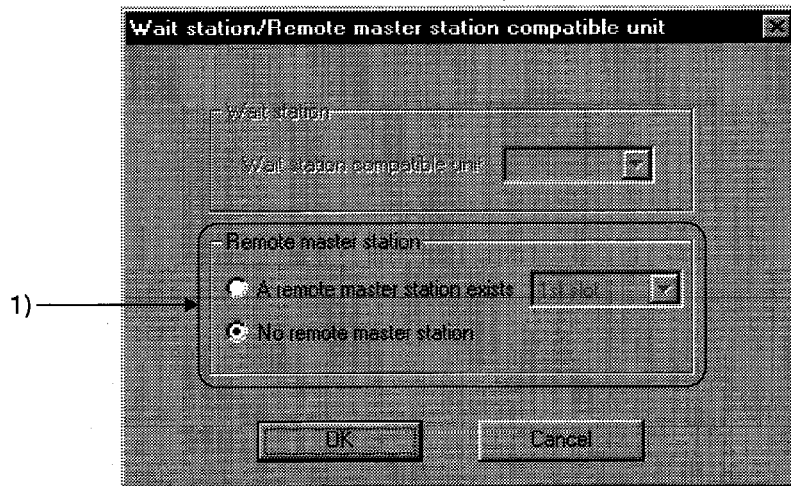 Wait station/Remote master station compatible unit
Wait station
Wait station compatible unit
Remote master station
1)
A remote master station exists
1st slot
No remote master station
OK
Cancel